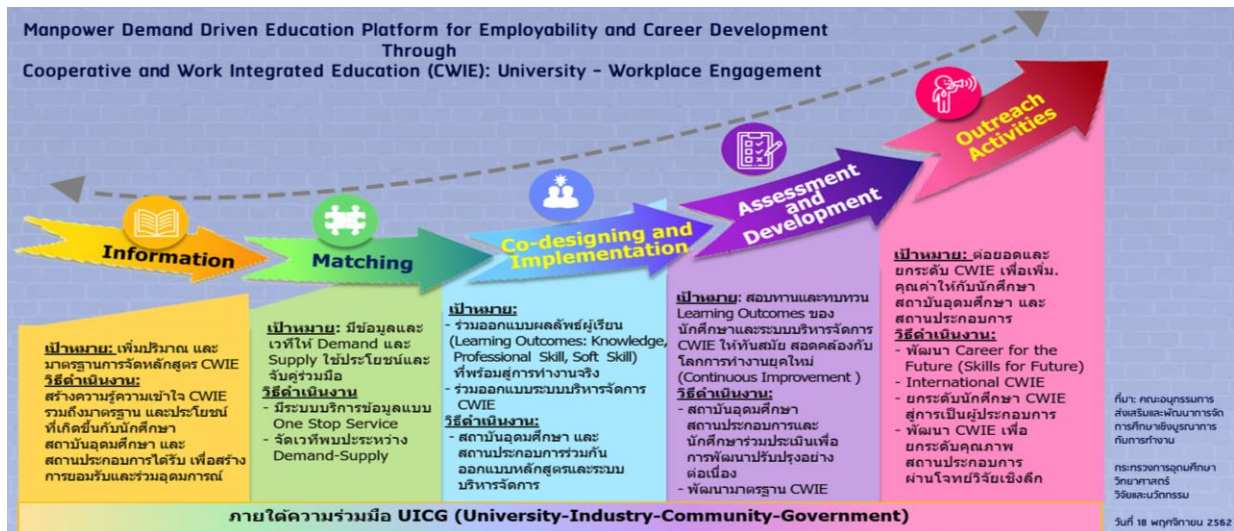 Manpower Demand Driven Education Platform for Employability and Career Development
Through
Cooperative and Work Integrated Education (CWIE): University - Workplace Engagement
Information
เป้าหมาย: เพิ่มปริมาณ และ
มาตรฐานการจัดหลักสูตร CWIE
วิธีดำเนินงาน
สร้างความรู้ความเข้าใจ CWIE
รวมถึงมาตรฐาน และประโยชน์
ที่เกิดขึ้นกับนักศึกษา
สถาบันอุดมศึกษา และ
สถานประกอบการได้รับ เพื่อสร้าง
การยอมรับและร่วมอุดมการณ์
Matching
เป้าหมาย: มีข้อมูลและ
เวทีให้ Demand และ
Supply ใช้ประโยชน์และ
จับคู่ร่วมมือ
วิธีดำเนินงาน
- มีระบบบริการข้อมูลแบบ
One Stop Service
- จัดเวทีพบปะระหว่าง
Demand-Supply
Co-designing and
Implementation
เป้าหมาย:
- ร่วมออกแบบผลลัพธ์ผู้เรียน
(Learning Outcomes: Knowledge,
Professional Skill, Soft Skill)
ที่พร้อมสู่การทำงานจริง
- ร่วมออกแบบระบบบริหารจัดการ
CWIE
วิธีดำเนินงาน:
- สถาบันอุดมศึกษา และ
สถานประกอบการร่วมกัน
ออกแบบหลักสูตรและระบบ
บริหารจัดการ
Assessment
and
Development
เป้าหมาย: สอบทานและทบทวน
Learning Outcomes ของ
นักศึกษาและระบบบริหารจัดการ
CWIE ให้ทันสมัย สอดคล้องกับ
โลกการทำงานยุคใหม่
(Continuous Improvement )
วิธีดำเนินงาน:
- สถาบันอุดมศึกษา
สถานประกอบการและ
นักศึกษาร่วมประเมินเพื่อ
การพัฒนาปรับปรุงอย่าง
ต่อเนื่อง
- พัฒนามาตรฐาน CWIE
Outreach
Activities
เป้าหมาย: ต่อยอดและ
ยกระดับ CWIE เพื่อเพิ่ม.
คุณค่าให้กับนักศึกษา
สถาบันอุดมศึกษา และ
สถานประกอบการ
วิธีดำเนินงาน:
- พัฒนา Career for the
Future (Skills for Future)
- International CWIE
- ยกระดับนักศึกษา CWIE
สู่การเป็นผู้ประกอบการ
- พัฒนา CWIE เพื่อ
ยกระดับคุณภาพ
สถานประกอบการ
ผ่านโจทย์วิจัยเชิงลึก
ที่มา: คณะอนุกรรมการ
ส่งเสริมและพัฒนาการจัด
การศึกษาเชิงบูรณาการ
กับการทำงาน
กระทรวงการอุดมศึกษา
วิทยาศาสตร์
วิจัยและนวัตกรรม
วันที่ 18 พฤศจิกายน 2562
ภายใต้ความร่วมมือ UICG (University-Industry-Community-Government)